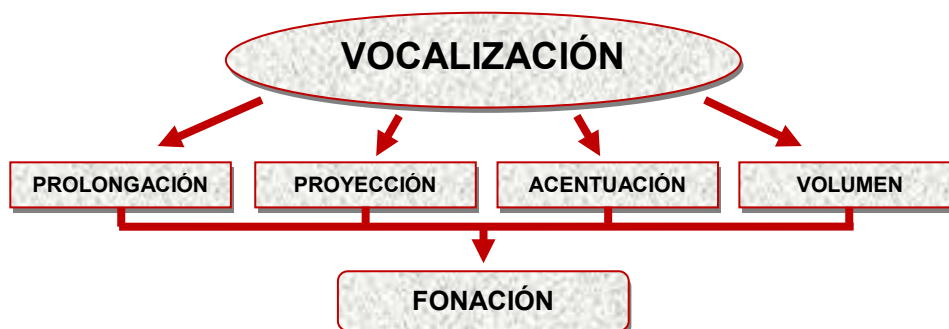 VOCALIZACIÓN
PROLONGACIÓN
PROYECCIÓN
ACENTUACIÓN
VOLUMEN
FONACIÓN